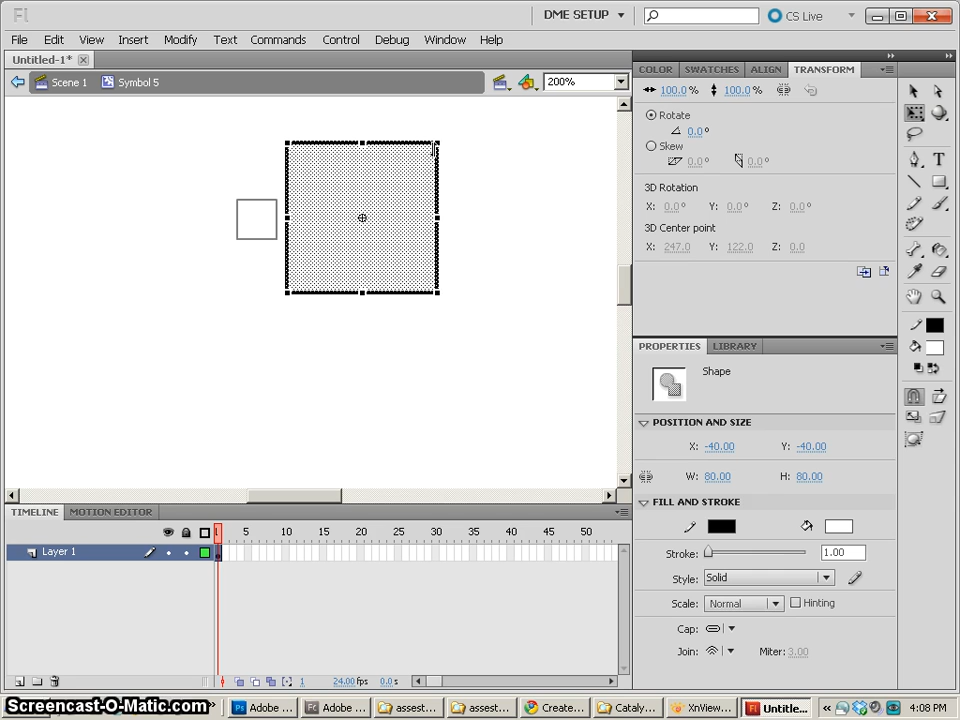 Fl
DME SETUP
CS Live
File Edit View Insert Modify Text Commands Control Debug Window Help
Untitled-1*
Scene 1 Symbol 5 200%
COLOR SWATCHES ALIGN TRANSFORM
100.0 % 100.0 %
Rotate
0.0°
Skew
0.0° 0.0°
3D Rotation
X: 0.0° Y: 0.0° Z: 0.0°
3D Center point
X: 247.0 Y: 122.0 Z: 0.0
PROPERTIES LIBRARY
Shape
POSITION AND SIZE
X: -40.00 Y: -40.00
W: 80.00 H: 80.00
FILL AND STROKE
Stroke: 1.00
Style: Solid
Scale: Normal Hinting
Cap:
Join: Miter: 3.00
TIMELINE MOTION EDITOR
1 5 10 15 20 25 30 35 40 45 50
Layer 1
1 24.00fps 0.0s
Screencast-O-Matic.com
Adobe ... Adobe ... assest... assest... Create... Cataly... XnView... Untitle... 4:08 PM